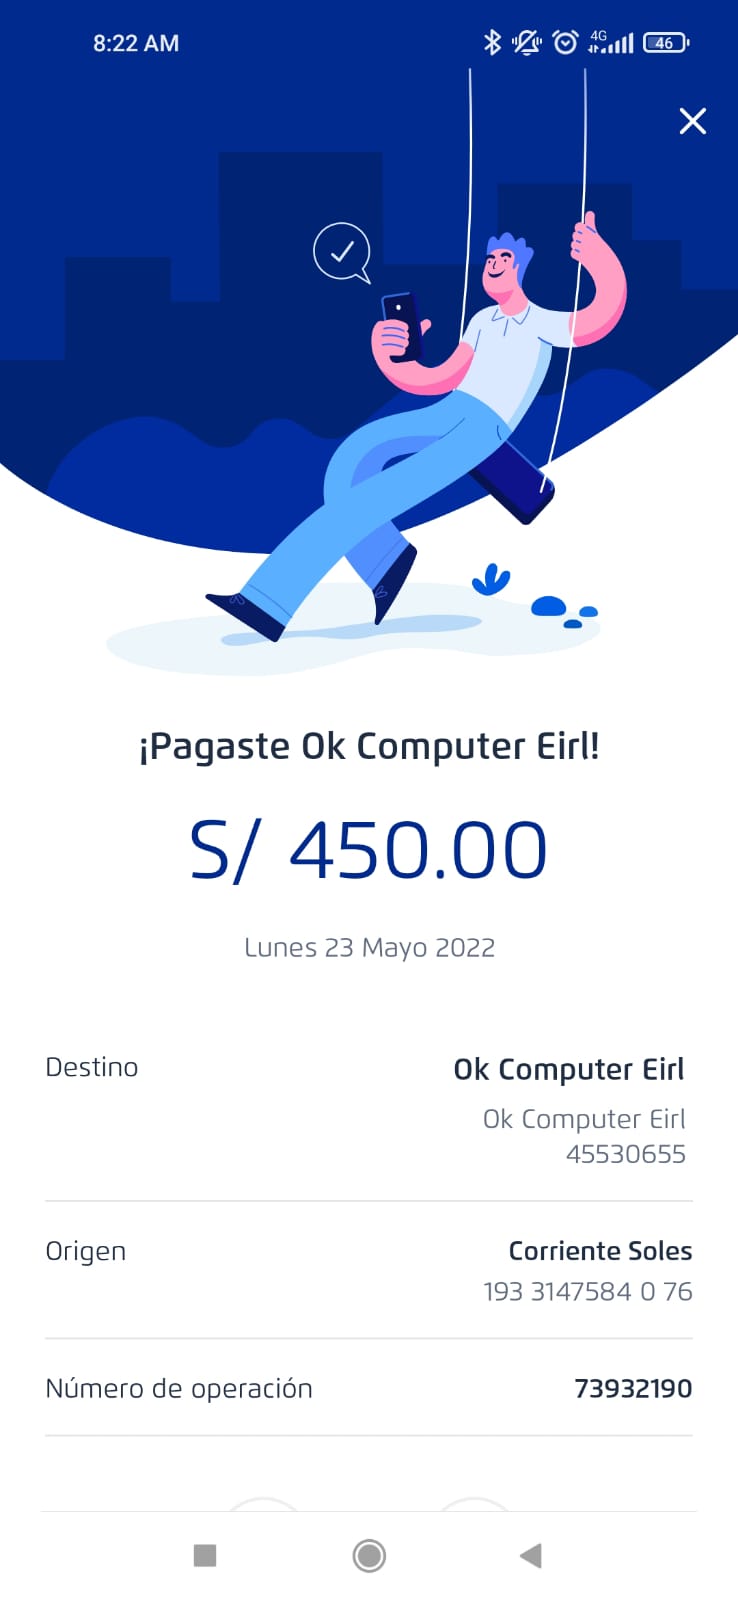 8:22 AM
4G
46
¡Pagaste Ok Computer Eirl!
S/ 450.00
Lunes 23 Mayo 2022
Destino
Ok Computer Eirl
Ok Computer Eirl
45530655
Origen
Corriente Soles
193 3147584 0 76
Número de operación
73932190